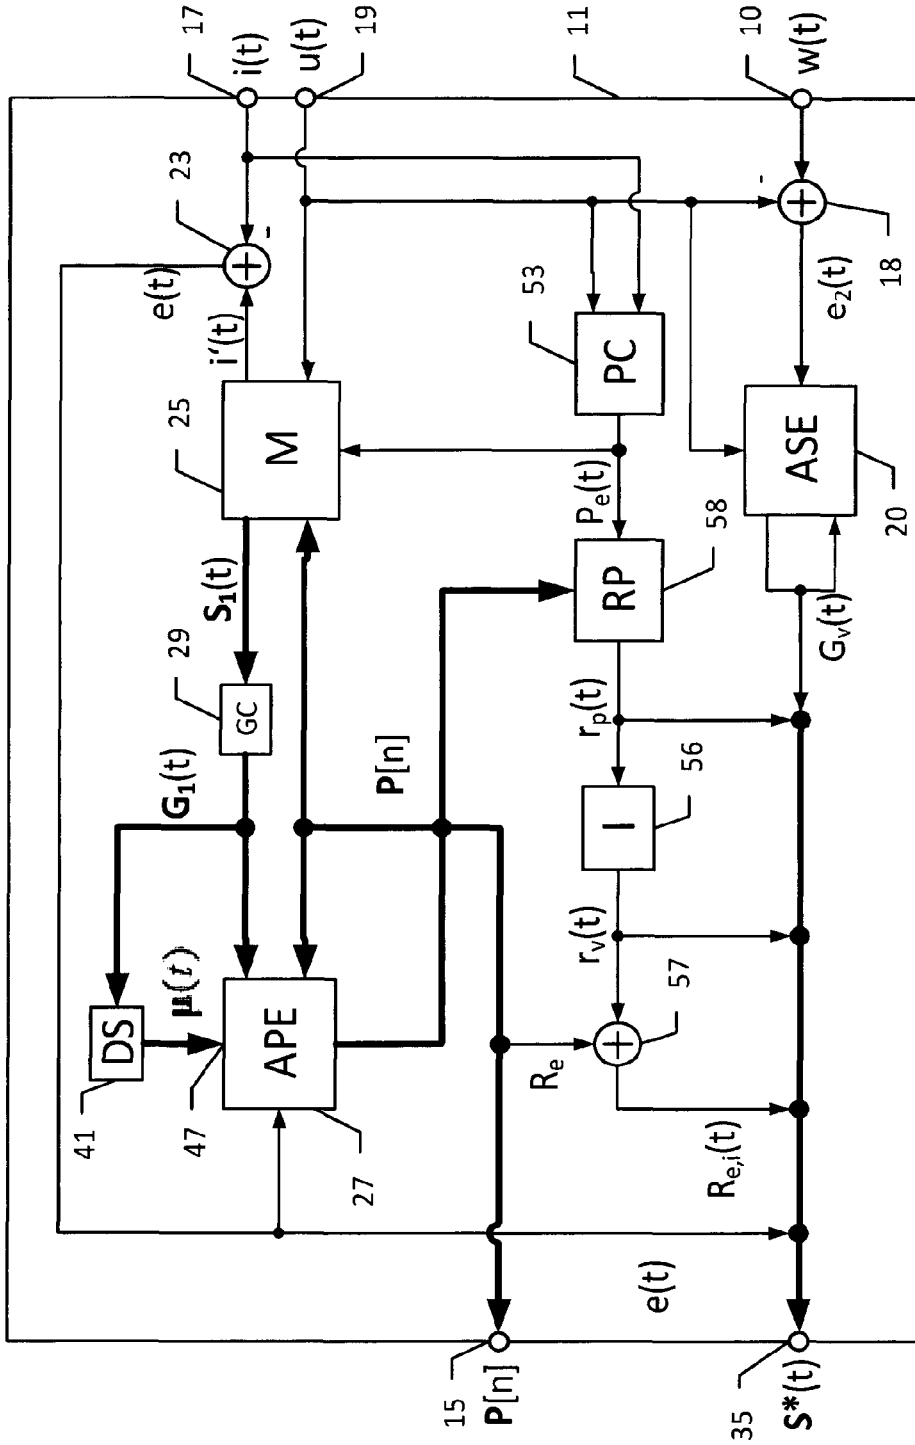 17
i(t)
u(t)
19
11
10
w(t)
23
-
+
e(t)
i‘(t)
53
-
+
18
e₂(t)
25
M
PC
ASE
20
S₁(t)
Pₑ(t)
58
RP
Gᵥ(t)
29
GC
G₁(t)
P[n]
rₚ(t)
56
I
rᵥ(t)
57
+
Rₑ
R_{e,i}(t)
41
DS
μ(t)
47
APE
27
e(t)
15
P[n]
35
S*(t)